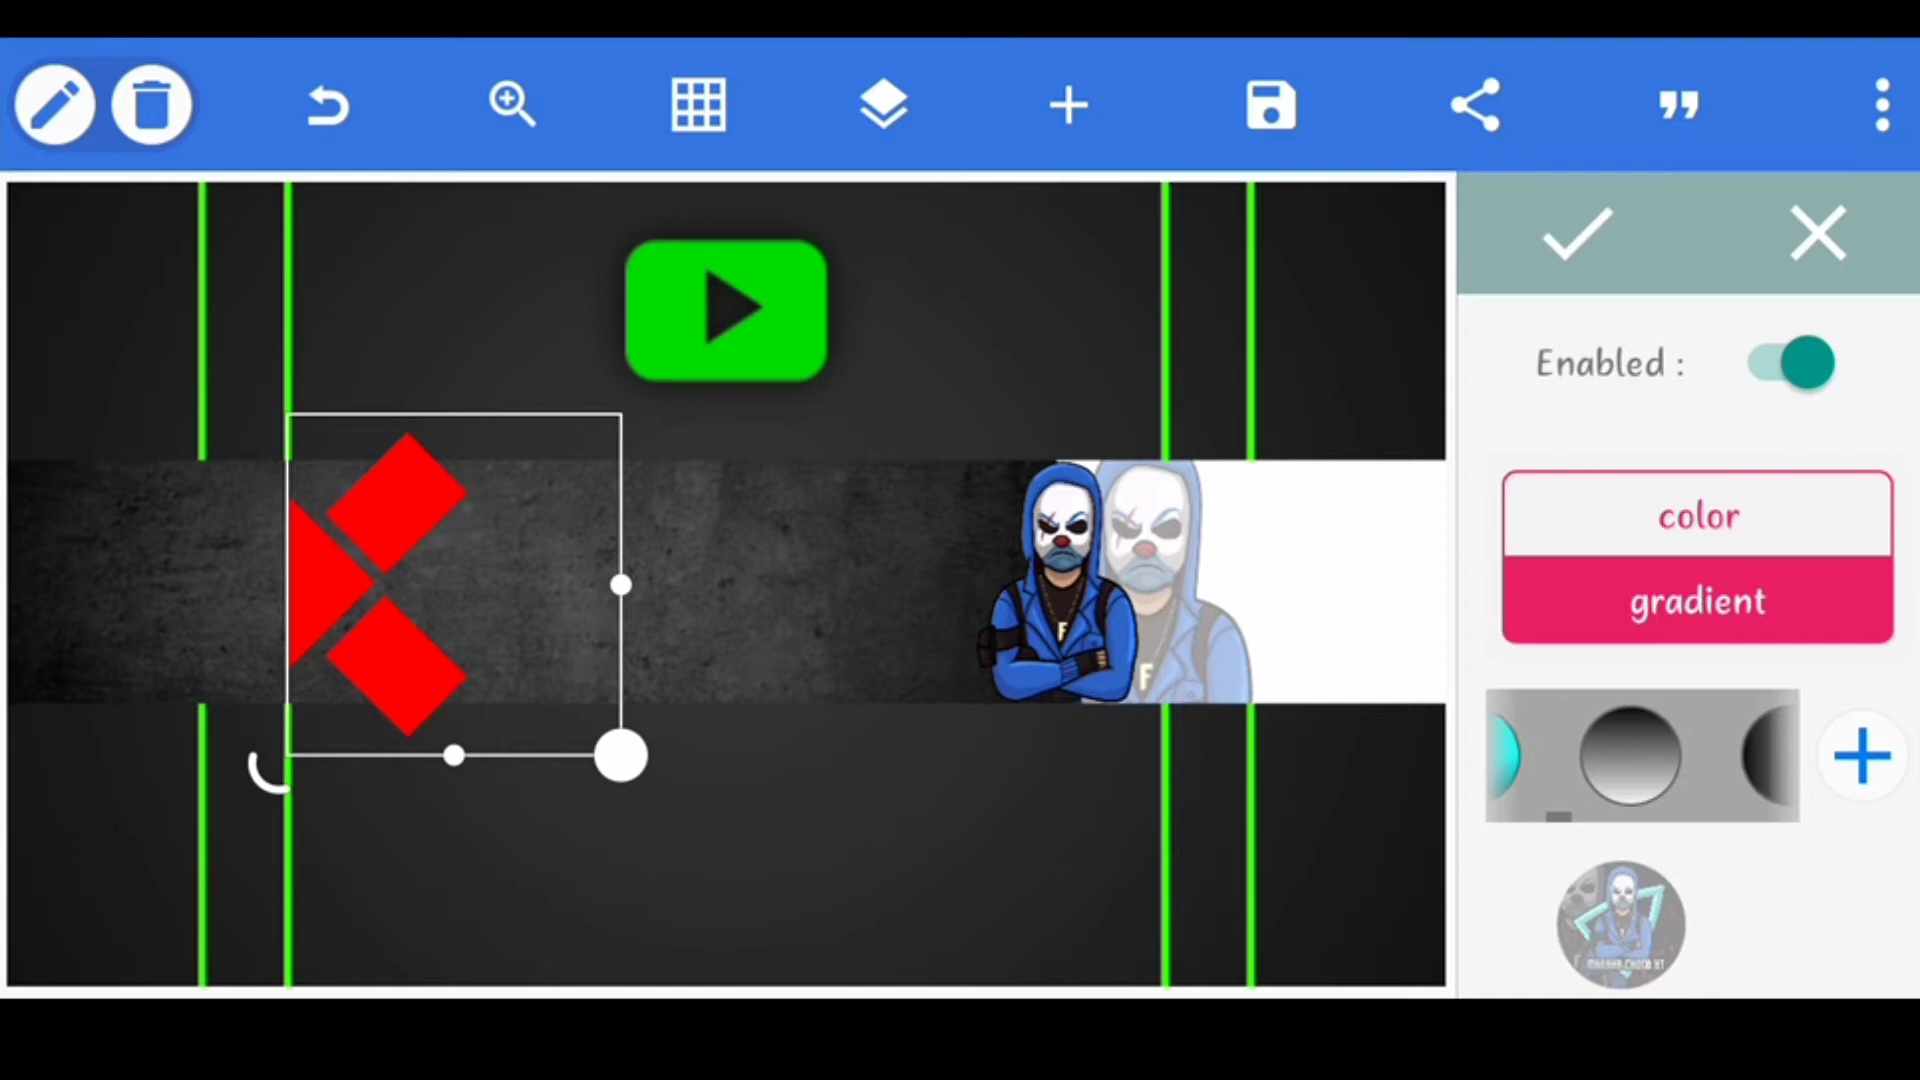 Enabled :
color
gradient
F
F